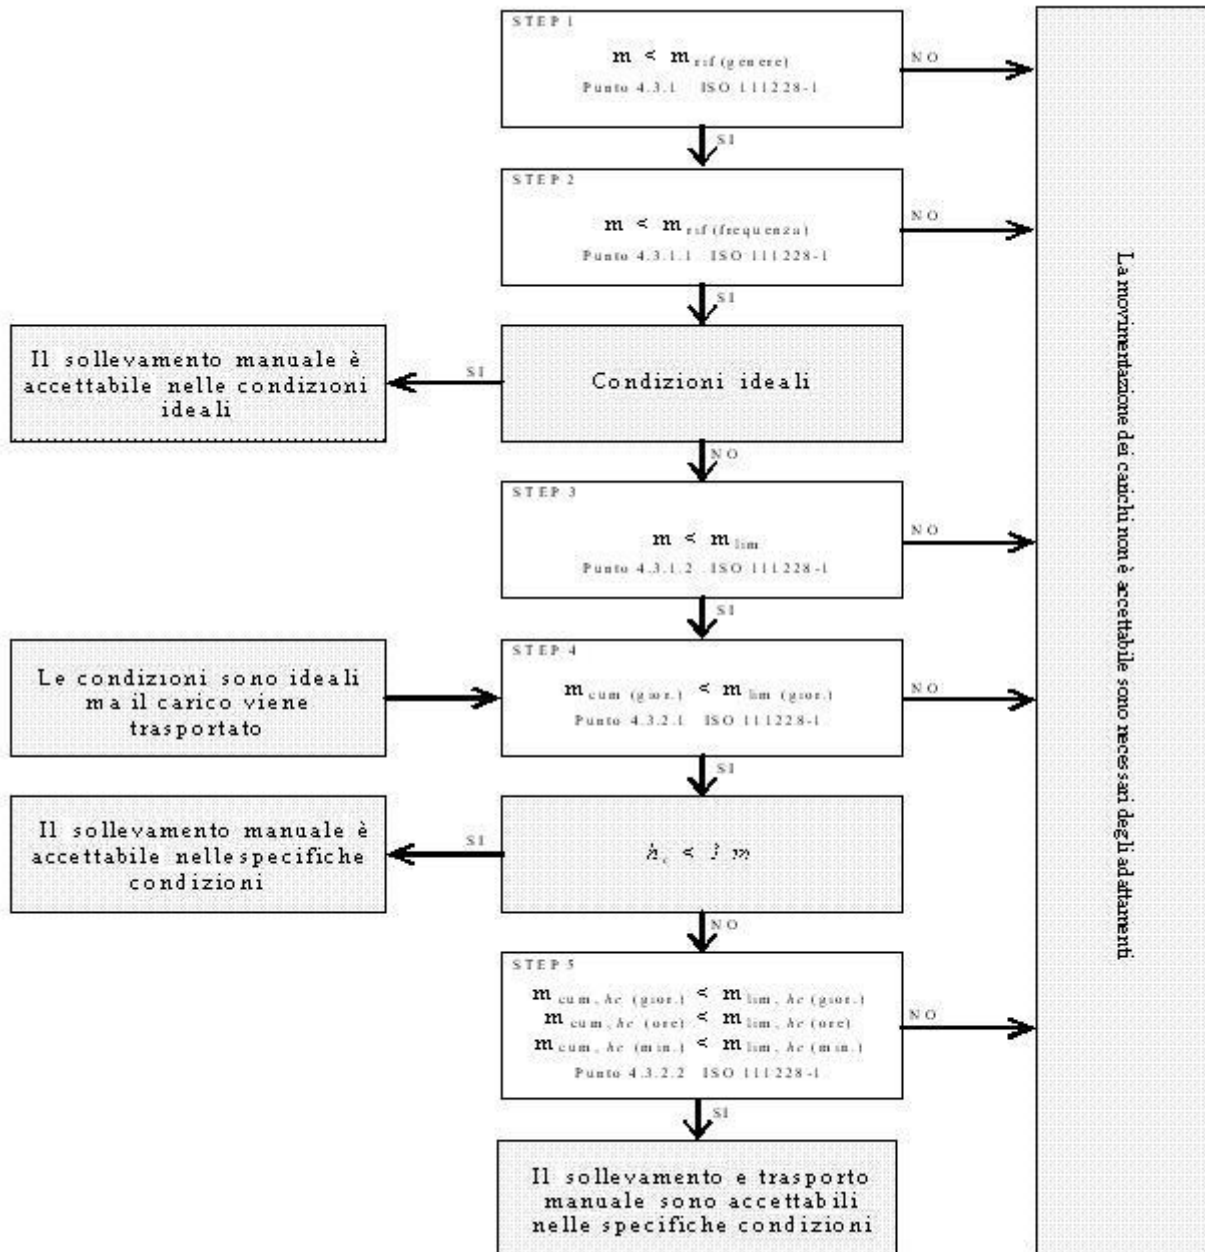 STEP 1
m < m rif (genere)
Punto 4.3.1 ISO 111228-1
NO
SI
STEP 2
m < m rif (frequenza)
Punto 4.3.1.1 ISO 111228-1
NO
SI
Il sollevamento manuale è
accettabile nelle condizioni
ideali
SI
Condizioni ideali
NO
STEP 3
m < m lim
Punto 4.3.1.2 ISO 111228-1
NO
SI
Le condizioni sono ideali
ma il carico viene
trasportato
STEP 4
m cum (gior.) < m lim (gior.)
Punto 4.3.2.1 ISO 111228-1
NO
SI
Il sollevamento manuale è
accettabile nelle specifiche
condizioni
SI
h c < 3 m
NO
STEP 5
m cum, hc (gior.) < m lim, hc (gior.)
m cum, hc (ore) < m lim, hc (ore)
m cum, hc (min.) < m lim, hc (min.)
Punto 4.3.2.2 ISO 111228-1
NO
SI
Il sollevamento e trasporto
manuale sono accettabili
nelle specifiche condizioni
La movimentazione dei carichi non è accettabile sono necessari degli adattamenti